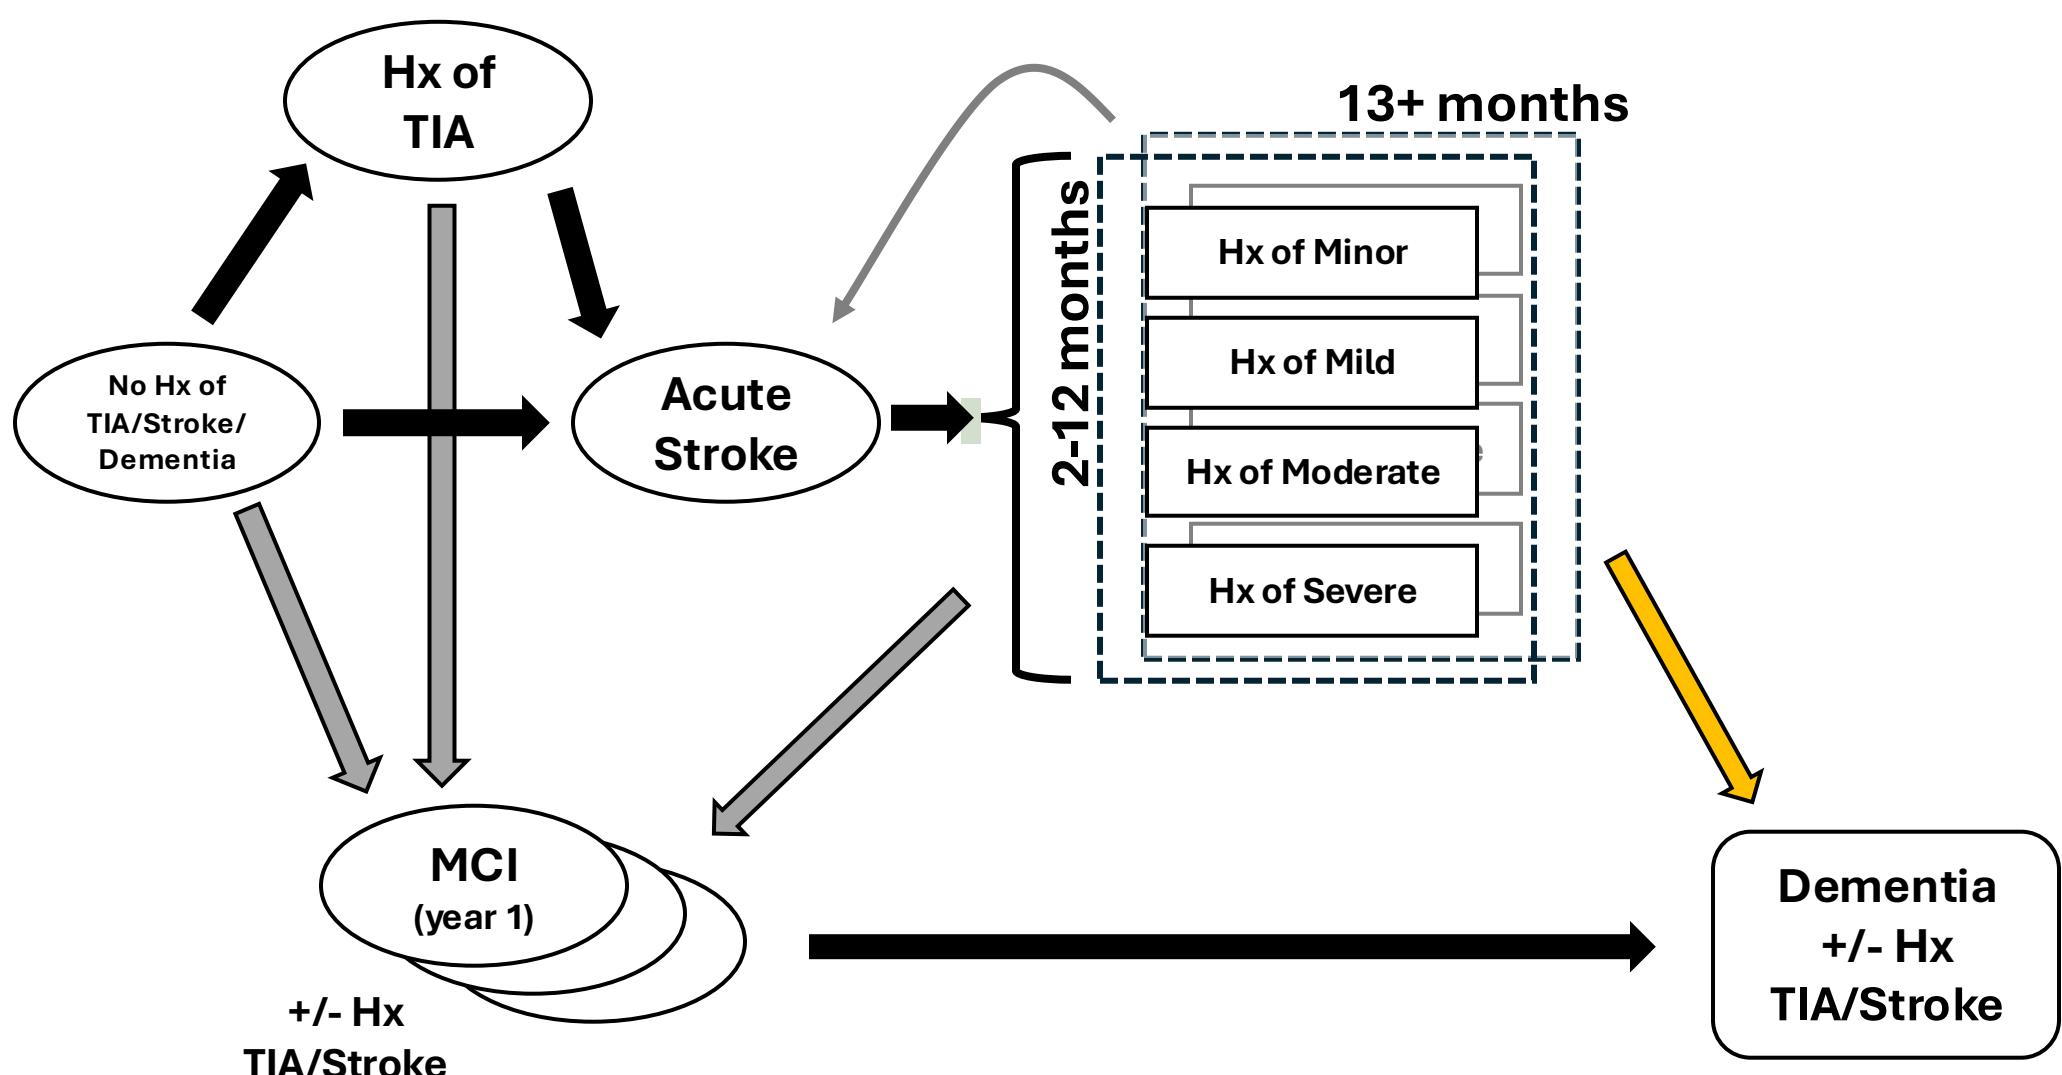 Hx of
TIA
13+ months
2-12 months
Hx of Minor
Hx of Mild
Hx of Moderate
Hx of Severe
No Hx of
TIA/Stroke/
Dementia
Acute
Stroke
MCI
(year 1)
+/- Hx
TIA/Stroke
Dementia
+/- Hx
TIA/Stroke